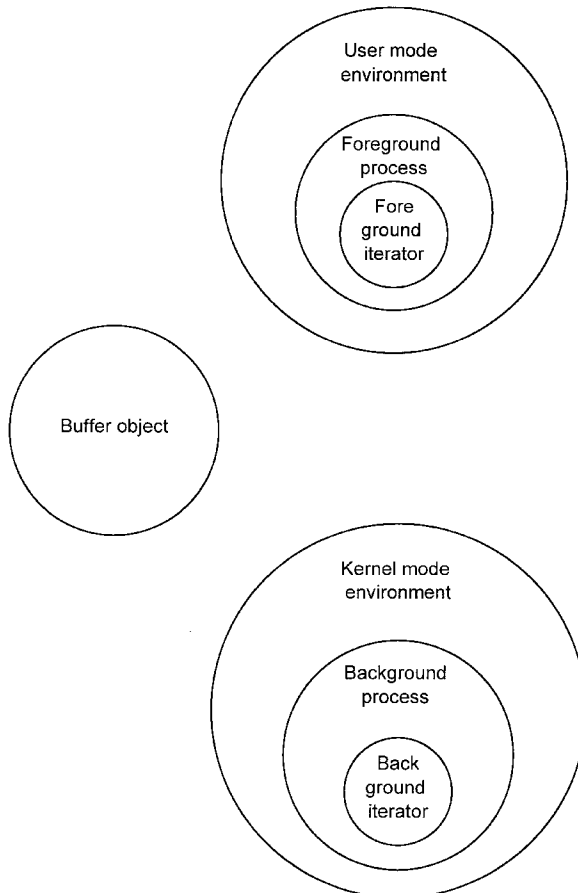 User mode
environment
Foreground
process
Fore
ground
iterator
Buffer object
Kernel mode
environment
Background
process
Back
ground
iterator